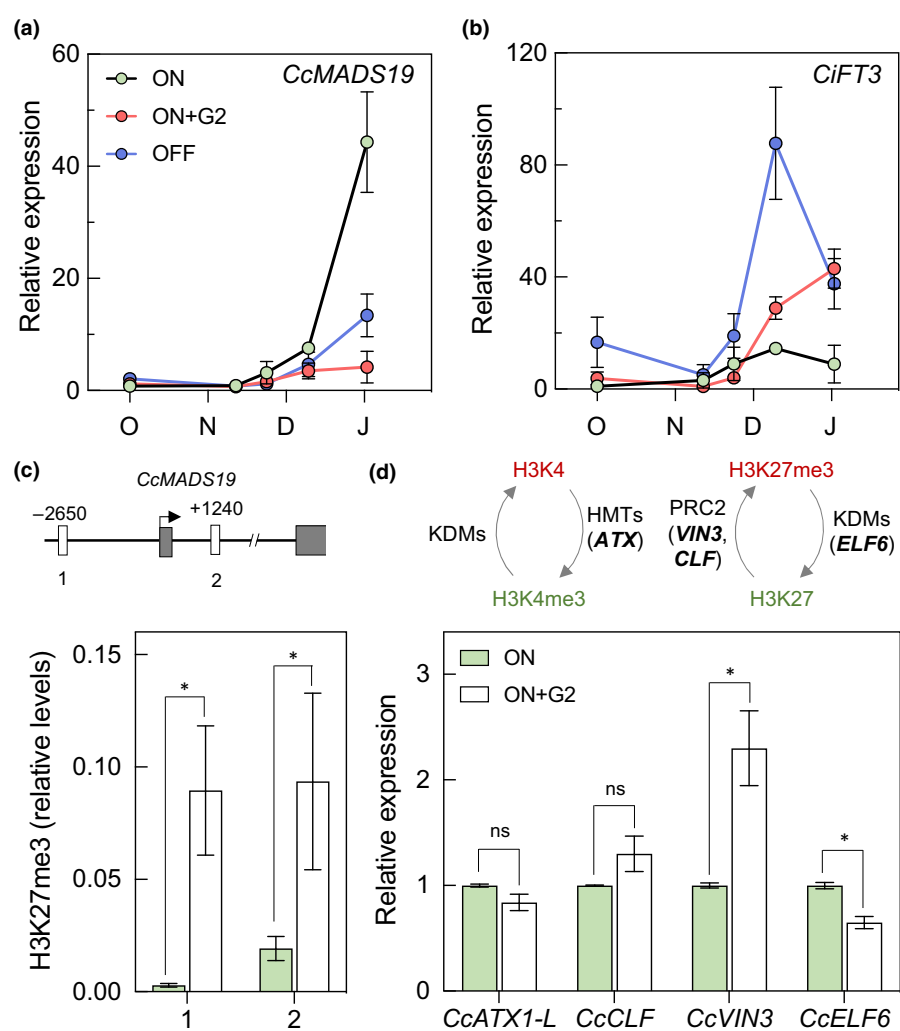 (a)
CcMADS19
Relative expression
60
40
20
0
ON
ON+G2
OFF
O N D J
(b)
CiFT3
Relative expression
120
80
40
0
O N D J
(c)
CcMADS19
–2650
+1240
1
2
H3K27me3 (relative levels)
0.15
0.10
0.05
0.00
*
*
1 2
(d)
H3K4
KDMs
HMTs
(ATX)
H3K4me3
H3K27me3
PRC2
(VIN3,
CLF)
KDMs
(ELF6)
H3K27
Relative expression
3
2
1
0
ON
ON+G2
ns
ns
*
*
CcATX1-L CcCLF CcVIN3 CcELF6